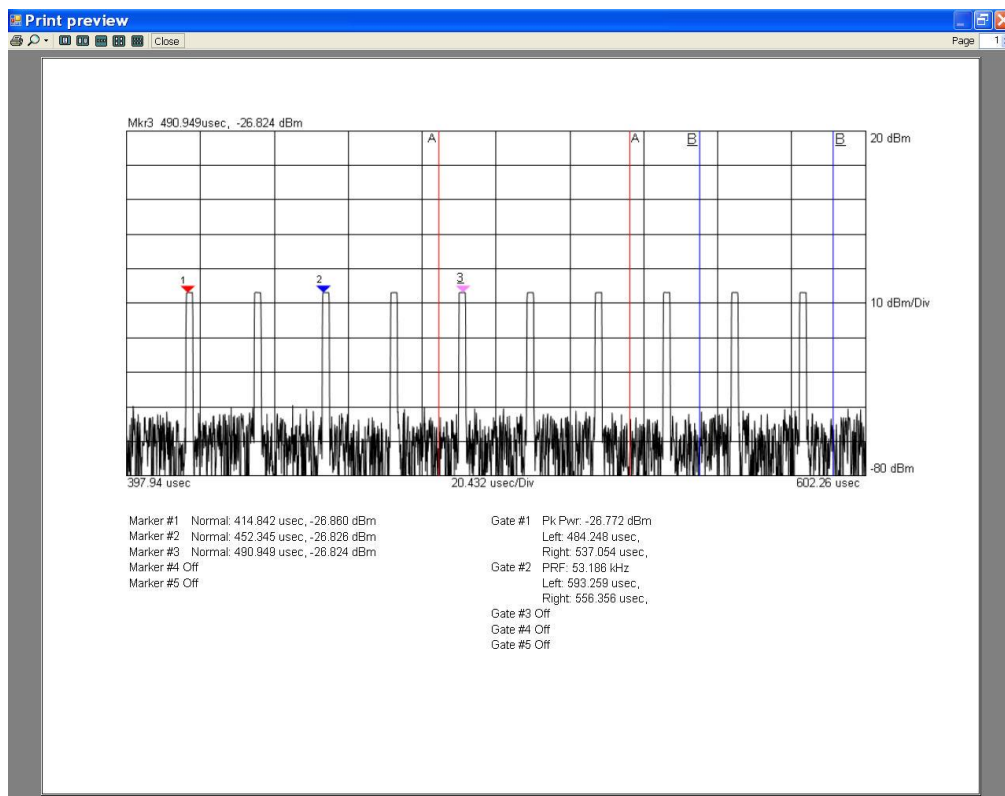 Print preview
Close
Page 1
Mkr3 490.949usec, -26.824 dBm
A A B B 20 dBm
1 2 3
10 dBm/Div
-80 dBm
397.94 usec 20.432 usec/Div 602.26 usec
Marker #1 Normal: 414.842 usec, -26.860 dBm
Marker #2 Normal: 452.345 usec, -26.826 dBm
Marker #3 Normal: 490.949 usec, -26.824 dBm
Marker #4 Off
Marker #5 Off
Gate #1 Pk Pwr: -26.772 dBm
Left: 484.248 usec,
Right: 537.054 usec,
Gate #2 PRF: 53.186 kHz
Left: 593.259 usec,
Right: 556.356 usec,
Gate #3 Off
Gate #4 Off
Gate #5 Off